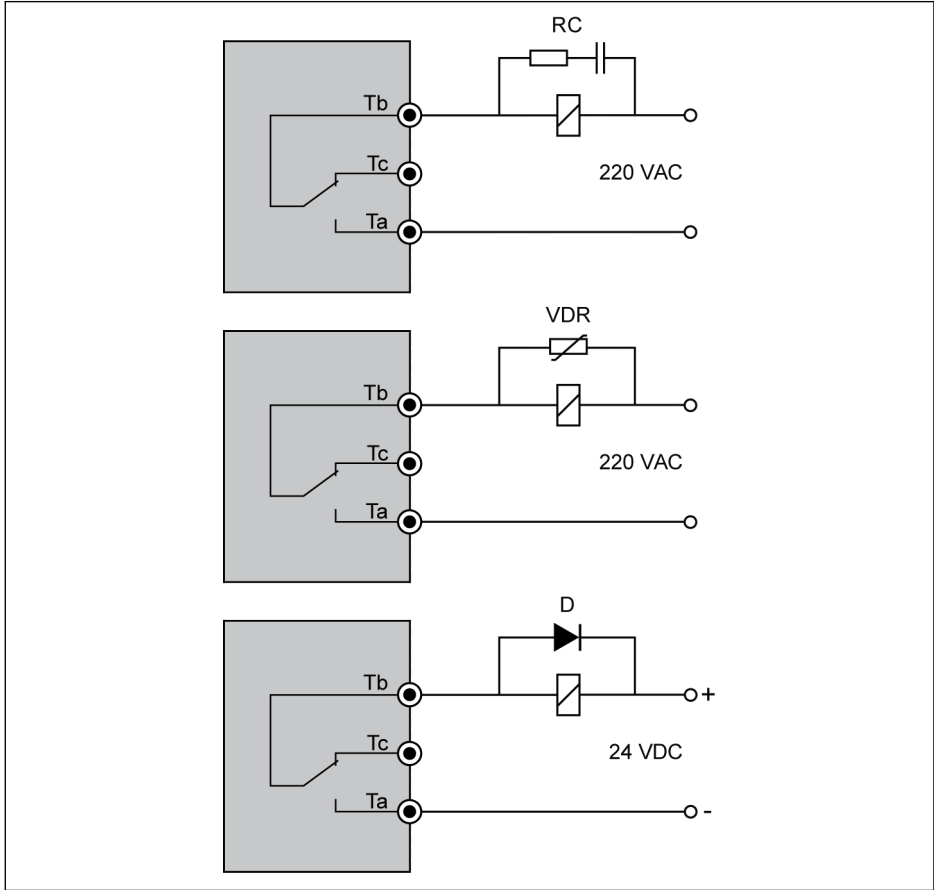 RC
Tb
Tc
220 VAC
Ta
VDR
Tb
Tc
220 VAC
Ta
D
Tb
+
Tc
24 VDC
Ta
-